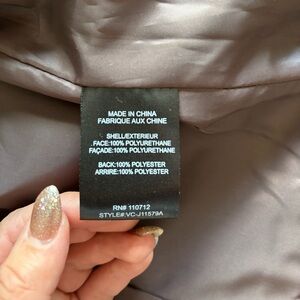 MADE IN CHINA
FABRIQUE AUX CHINE
SHELL/EXTERIEUR
FACE:100% POLYURETHANE
FAÇADE:100% POLYURETHANE
BACK:100% POLYESTER
ARRIRE:100% POLYESTER
RN# 110712
STYLE#:VC-J11579A